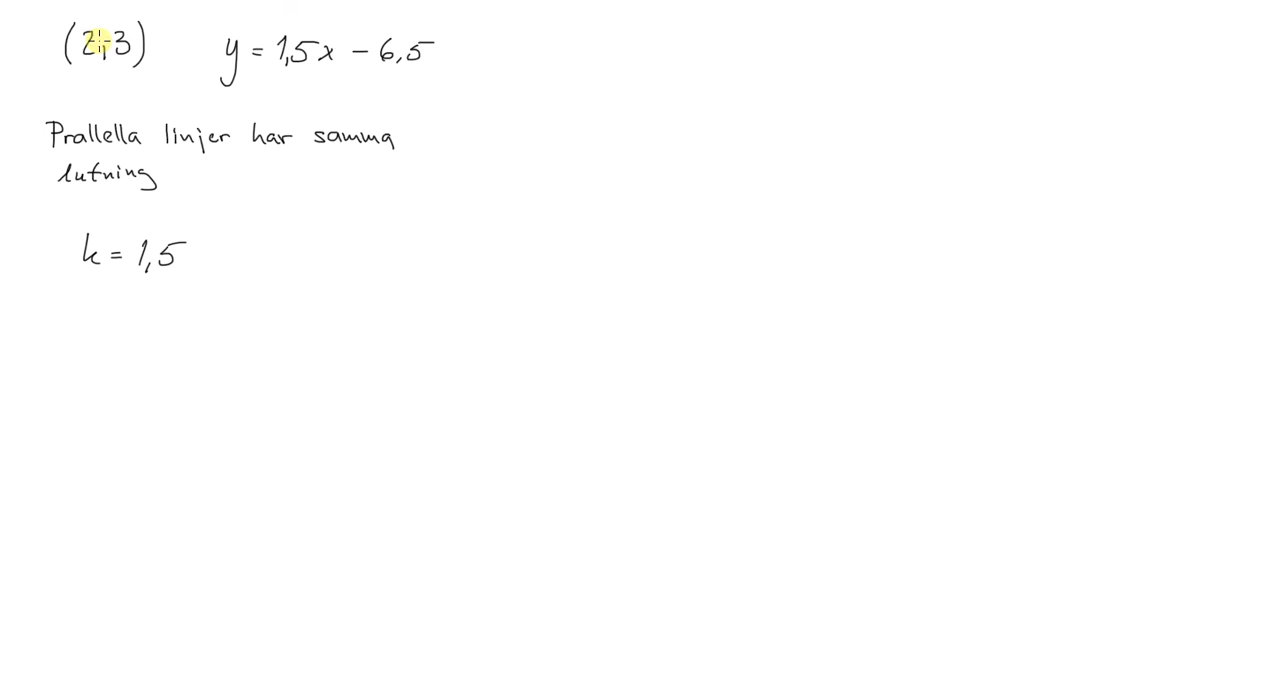 (2,-3) y = 1,5x - 6,5
Prallella linjer har samma
lutning
k = 1,5